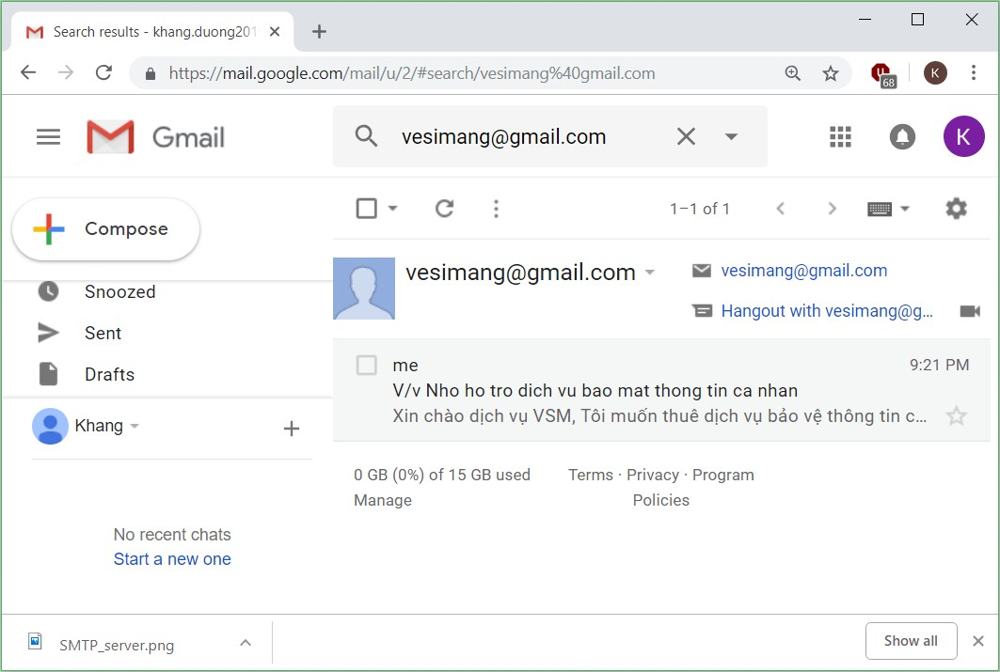 Search results - khang.duong201
https://mail.google.com/mail/u/2/#search/vesimang%40gmail.com
68
K
Gmail
vesimang@gmail.com
K
Compose
1–1 of 1
vesimang@gmail.com
vesimang@gmail.com
Hangout with vesimang@g...
Snoozed
Sent
Drafts
me
9:21 PM
V/v Nho ho tro dich vu bao mat thong tin ca nhan
Xin chào dịch vụ VSM, Tôi muốn thuê dịch vụ bảo vệ thông tin c...
Khang
0 GB (0%) of 15 GB used
Manage
Terms · Privacy · Program
Policies
No recent chats
Start a new one
SMTP_server.png
Show all